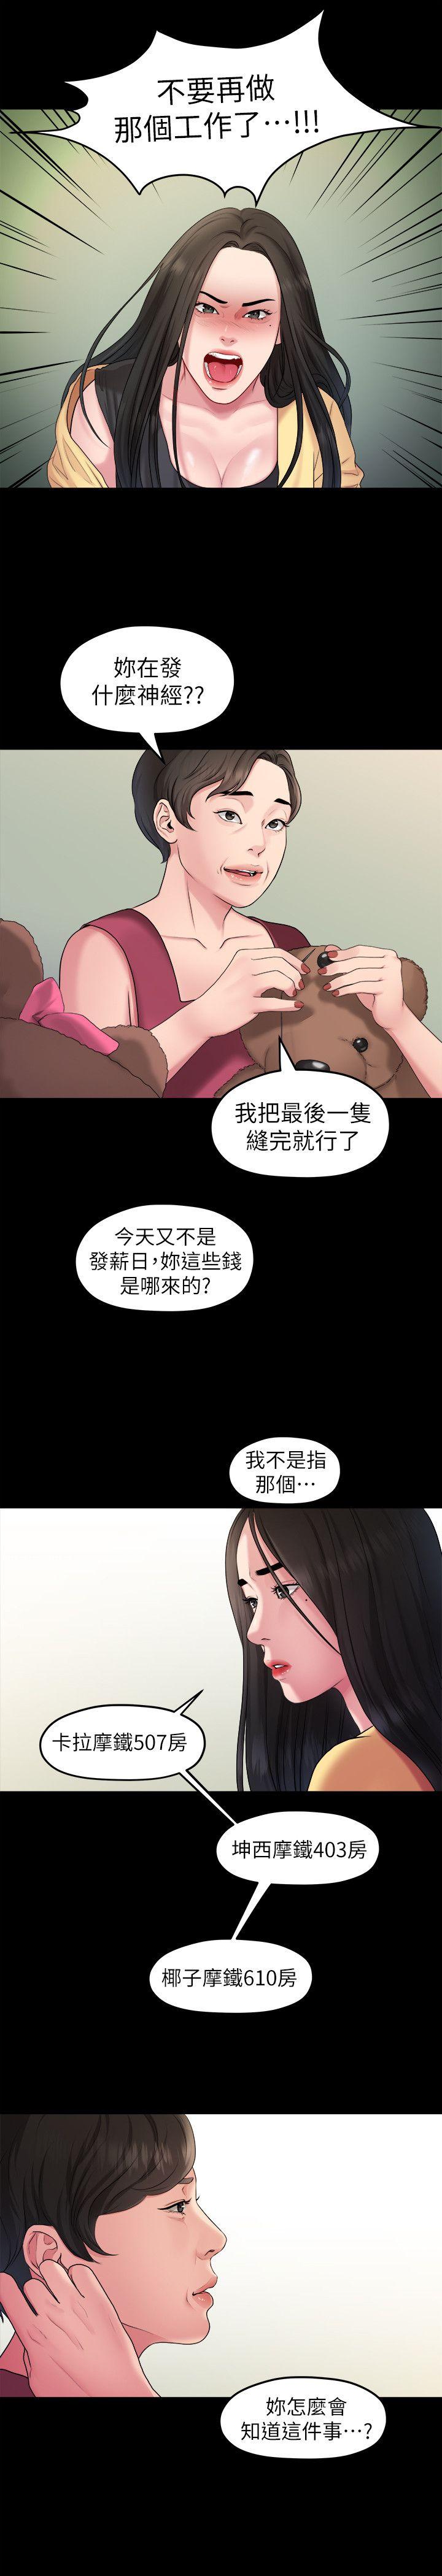 不要再做
那個工作了…!!!
妳在發
什麼神經??
我把最後一隻
縫完就行了
今天又不是
發薪日,妳這些錢
是哪來的?
我不是指
那個…
卡拉摩鐵507房
坤西摩鐵403房
椰子摩鐵610房
妳怎麼會
知道這件事…?